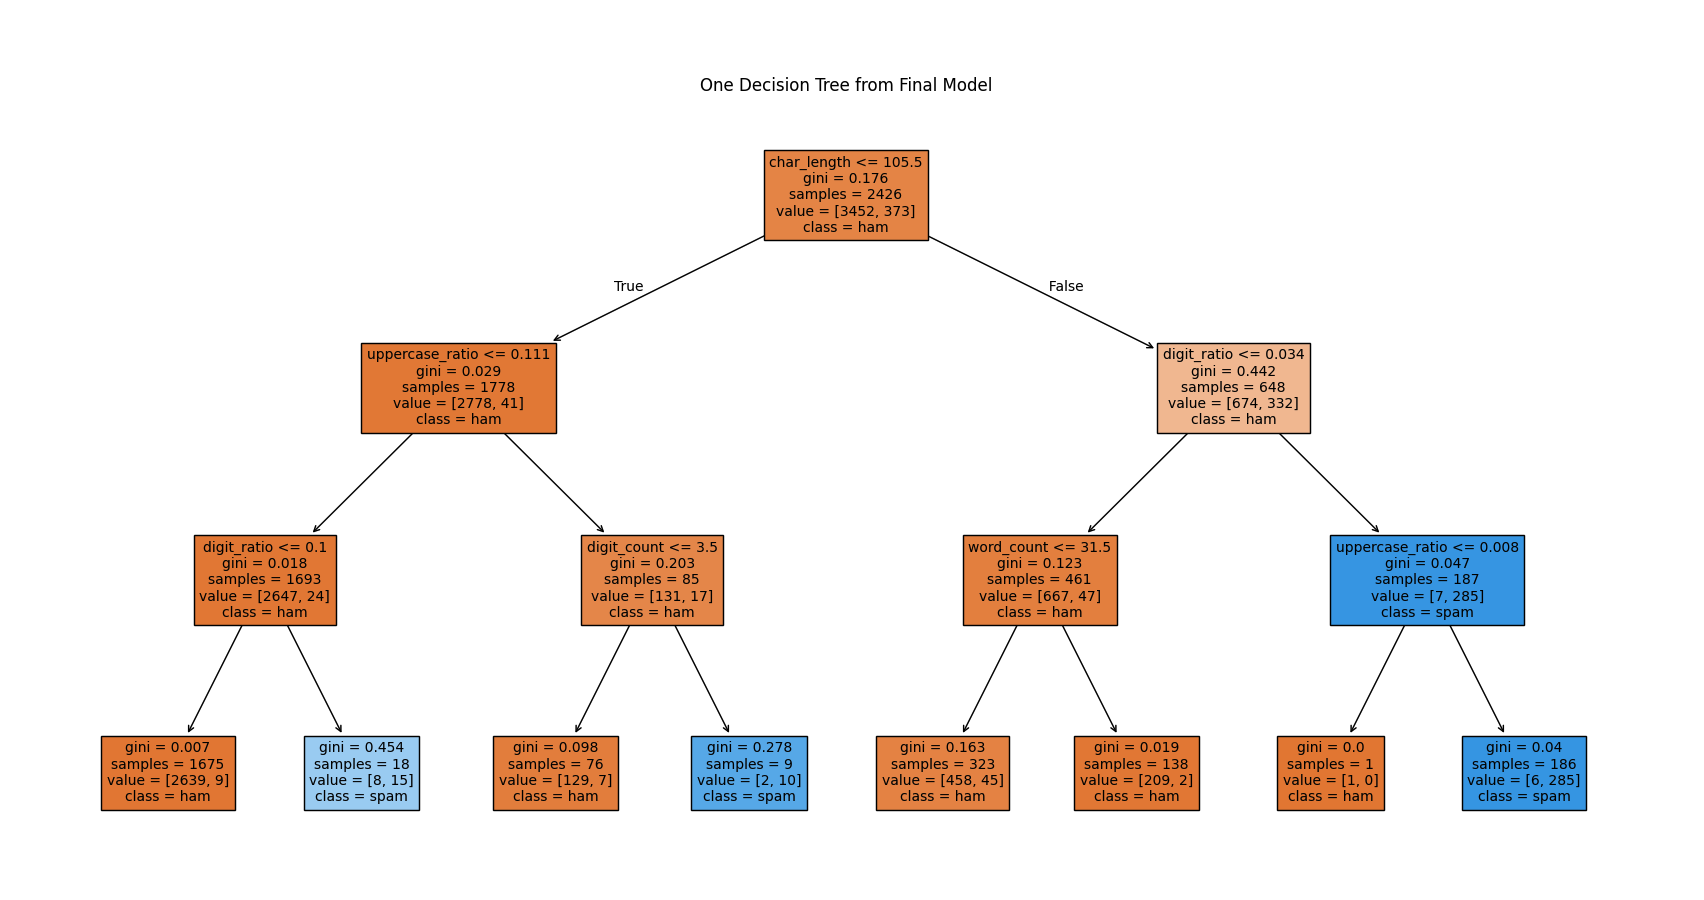 One Decision Tree from Final Model
char_length <= 105.5
gini = 0.176
samples = 2426
value = [3452, 373]
class = ham
True
False
uppercase_ratio <= 0.111
gini = 0.029
samples = 1778
value = [2778, 41]
class = ham
digit_ratio <= 0.034
gini = 0.442
samples = 648
value = [674, 332]
class = ham
digit_ratio <= 0.1
gini = 0.018
samples = 1693
value = [2647, 24]
class = ham
digit_count <= 3.5
gini = 0.203
samples = 85
value = [131, 17]
class = ham
word_count <= 31.5
gini = 0.123
samples = 461
value = [667, 47]
class = ham
uppercase_ratio <= 0.008
gini = 0.047
samples = 187
value = [7, 285]
class = spam
gini = 0.007
samples = 1675
value = [2639, 9]
class = ham
gini = 0.454
samples = 18
value = [8, 15]
class = spam
gini = 0.098
samples = 76
value = [129, 7]
class = ham
gini = 0.278
samples = 9
value = [2, 10]
class = spam
gini = 0.163
samples = 323
value = [458, 45]
class = ham
gini = 0.019
samples = 138
value = [209, 2]
class = ham
gini = 0.0
samples = 1
value = [1, 0]
class = ham
gini = 0.04
samples = 186
value = [6, 285]
class = spam